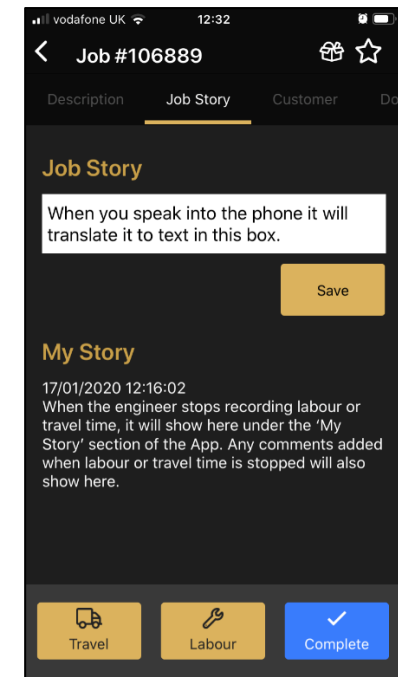 vodafone UK 12:32
Job #106889
Description Job Story Customer Do
Job Story
When you speak into the phone it will
translate it to text in this box.
Save
My Story
17/01/2020 12:16:02
When the engineer stops recording labour or
travel time, it will show here under the ‘My
Story’ section of the App. Any comments added
when labour or travel time is stopped will also
show here.
Travel Labour Complete